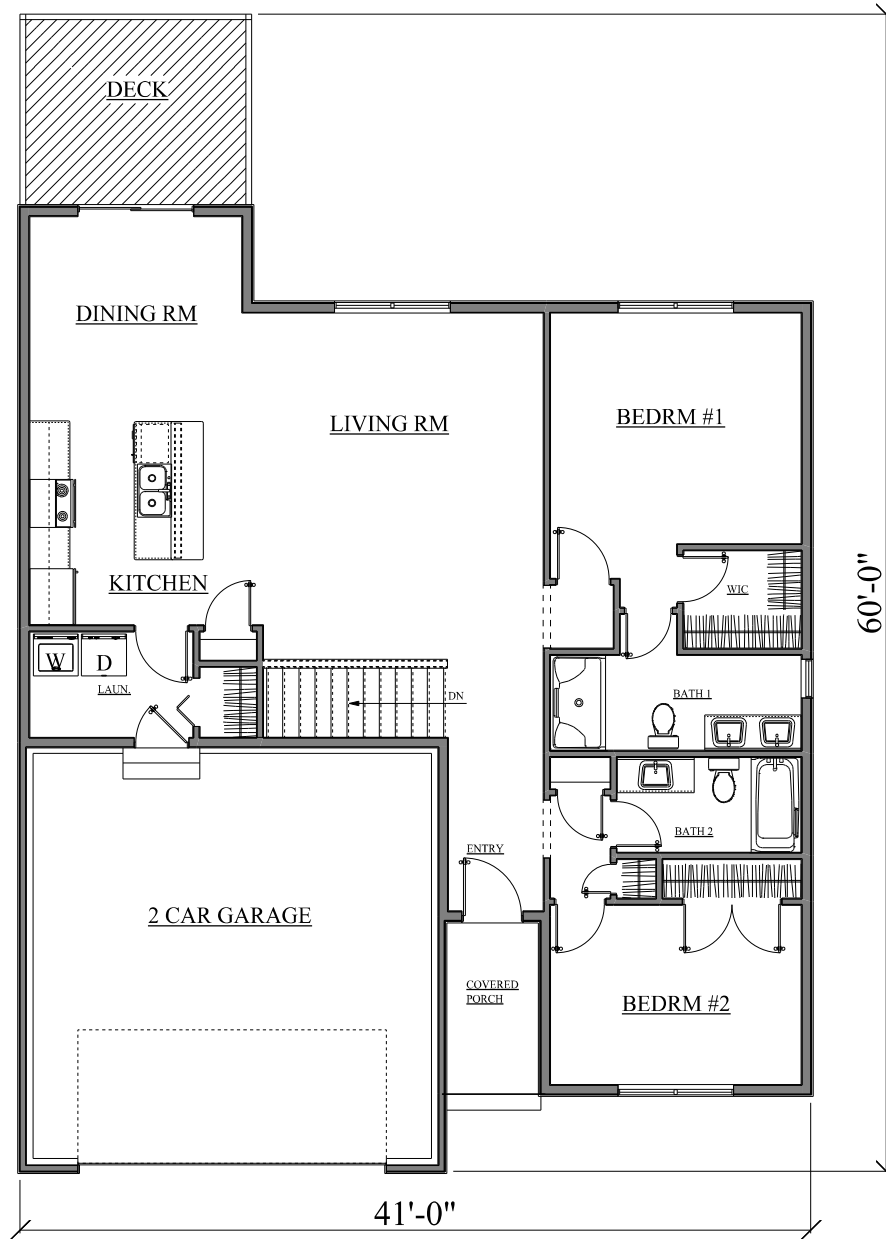 DECK
DINING RM
LIVING RM
BEDRM #1
KITCHEN
WIC
60'-0"
W
D
LAUN.
DN
BATH 1
BATH 2
ENTRY
2 CAR GARAGE
COVERED
PORCH
BEDRM #2
41'-0"